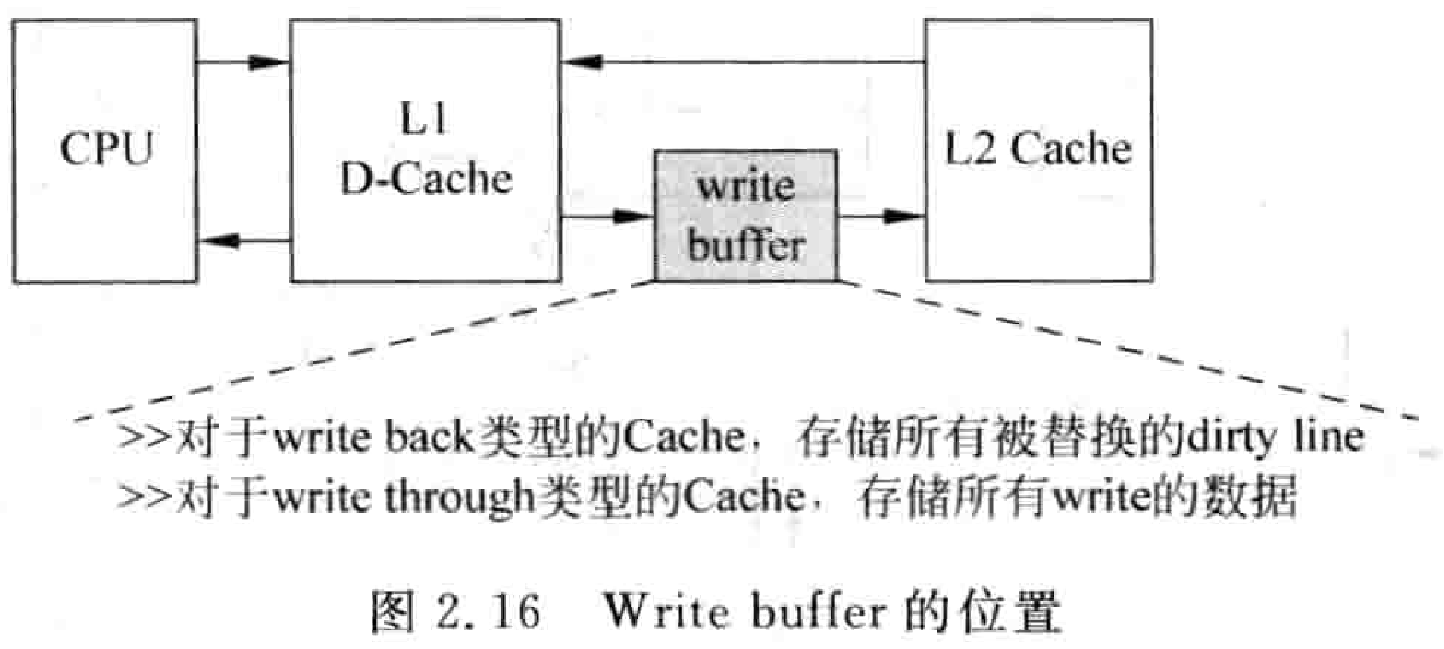 CPU
L1
D-Cache
write
buffer
L2 Cache
>>对于write back类型的Cache，存储所有被替换的dirty line
>>对于write through类型的Cache，存储所有write的数据
图 2.16 Write buffer 的位置